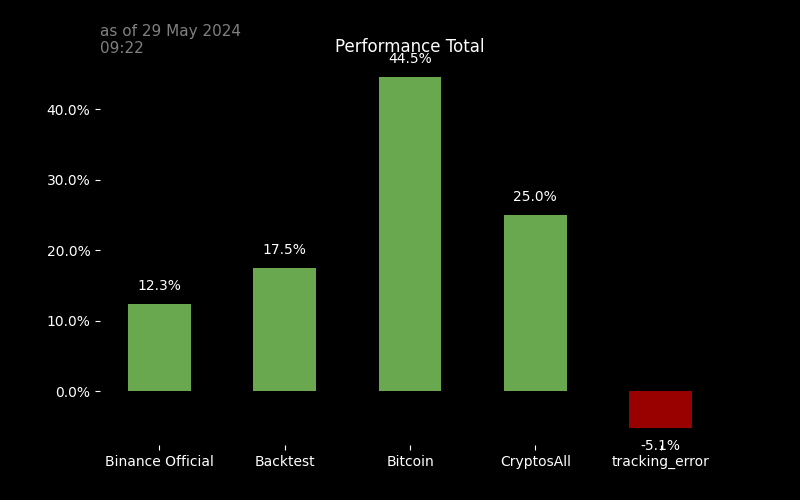 as of 29 May 2024
09:22
Performance Total
44.5%
40.0%
30.0%
25.0%
20.0%
17.5%
12.3%
10.0%
0.0%
-5.1%
Binance Official
Backtest
Bitcoin
CryptosAll
tracking_error